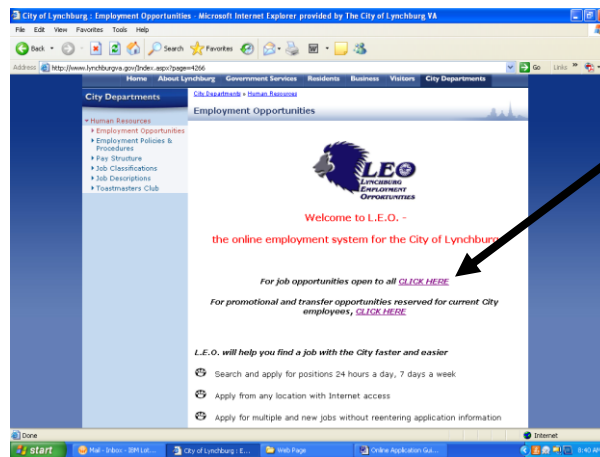 City of Lynchburg : Employment Opportunities - Microsoft Internet Explorer provided by The City of Lynchburg VA
File Edit View Favorites Tools Help
Back Search Favorites
Address http://www.lynchburgva.gov/Index.aspx?page=4266 Go Links
Home About Lynchburg Government Services Residents Business Visitors City Departments
City Departments
Human Resources
Employment Opportunities
Employment Policies &
Procedures
Pay Structure
Job Classifications
Job Descriptions
Toastmasters Club
City Departments » Human Resources
Employment Opportunities
LEO
LYNCHBURG
EMPLOYMENT
OPPORTUNITIES
Welcome to L.E.O. -
the online employment system for the City of Lynchburg
For job opportunities open to all CLICK HERE
For promotional and transfer opportunities reserved for current City
employees, CLICK HERE
L.E.O. will help you find a job with the City faster and easier
Search and apply for positions 24 hours a day, 7 days a week
Apply from any location with Internet access
Apply for multiple and new jobs without reentering application information
Done Internet
start Mail - Inbox - IBM Lot... City of Lynchburg : E... Web Page Online Application Gui... 8:40 AM